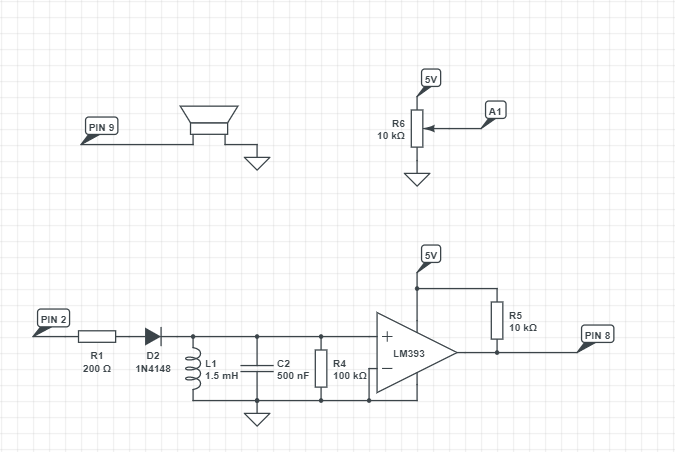 5V
PIN 9
A1
R6
10 kΩ
5V
PIN 2
R5
10 kΩ
PIN 8
R1
200 Ω
D2
1N4148
L1
1.5 mH
C2
500 nF
R4
100 kΩ
LM393